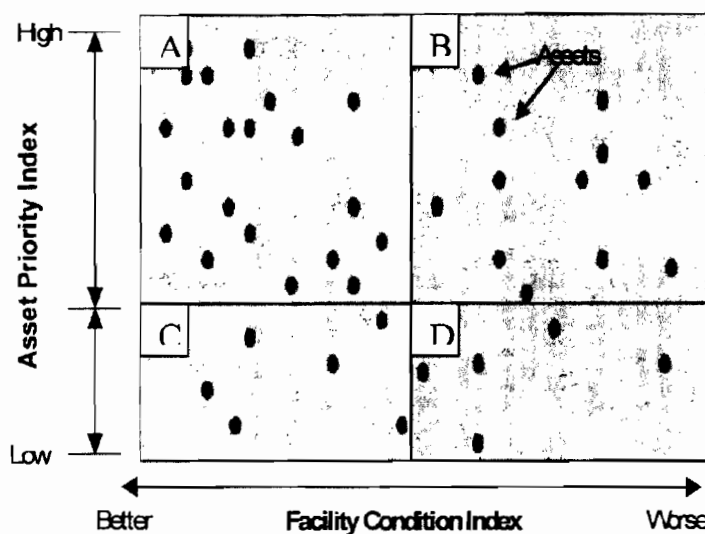 High
A
B
Assets
Asset Priority Index
C
D
Low
Better
Facility Condition Index
Worse